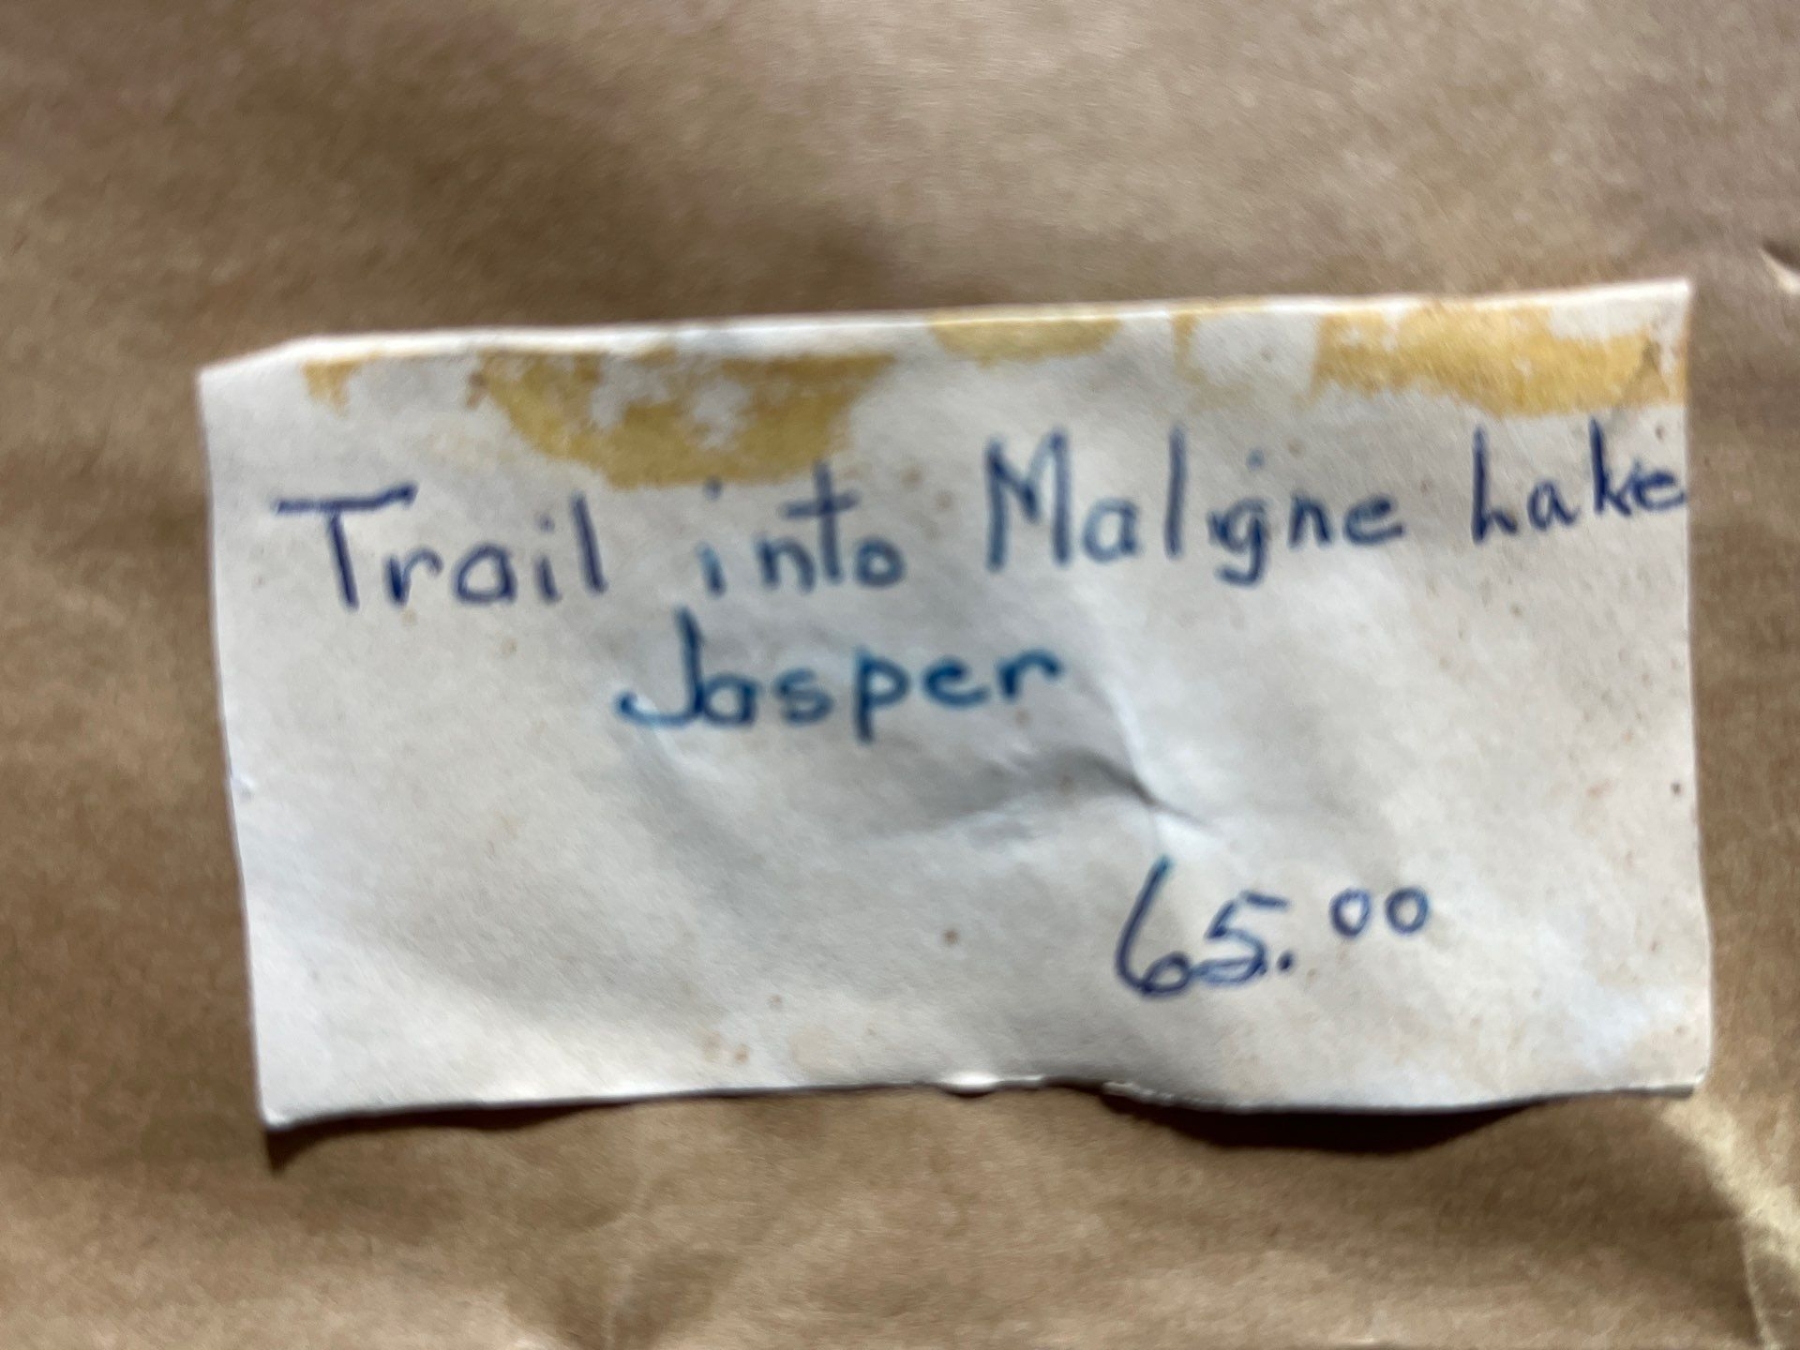 Trail into Maligne Lake
Jasper
65.00